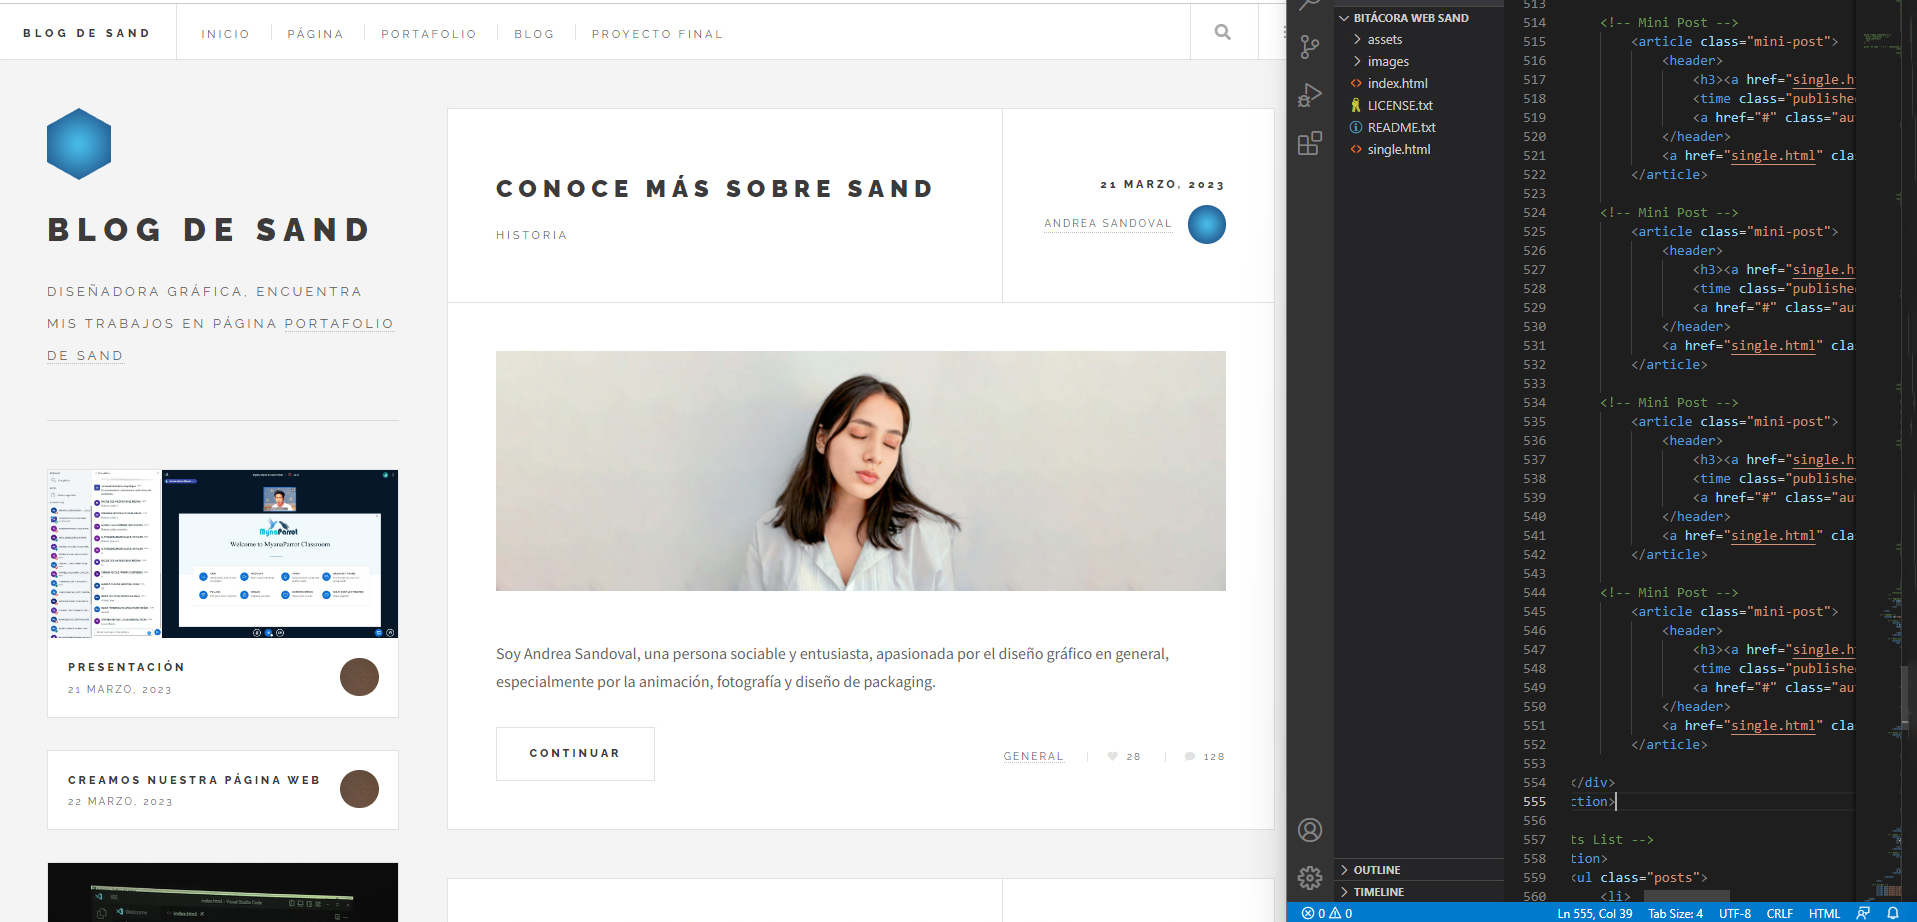 BLOG DE SAND
INICIO
PÁGINA
PORTAFOLIO
BLOG
PROYECTO FINAL
BLOG DE SAND
DISEÑADORA GRÁFICA, ENCUENTRA
MIS TRABAJOS EN PÁGINA PORTAFOLIO
DE SAND
MynaParrot
Welcome to MynaParrot Classroom
PRESENTACIÓN
21 MARZO, 2023
CREAMOS NUESTRA PÁGINA WEB
22 MARZO, 2023
index.html - Visual Studio Code
Welcome
index.html
CONOCE MÁS SOBRE SAND
HISTORIA
21 MARZO, 2023
ANDREA SANDOVAL
Soy Andrea Sandoval, una persona sociable y entusiasta, apasionada por el diseño gráfico en general,
especialmente por la animación, fotografía y diseño de packaging.
CONTINUAR
GENERAL
28
128
BITÁCORA WEB SAND
assets
images
index.html
LICENSE.txt
README.txt
single.html
OUTLINE
TIMELINE
513
514 <!-- Mini Post -->
515 <article class="mini-post">
516 <header>
517 <h3><a href="single.h
518 <time class="publishe
519 <a href="#" class="au
520 </header>
521 <a href="single.html" cla
522 </article>
523
524 <!-- Mini Post -->
525 <article class="mini-post">
526 <header>
527 <h3><a href="single.h
528 <time class="publishe
529 <a href="#" class="au
530 </header>
531 <a href="single.html" cla
532 </article>
533
534 <!-- Mini Post -->
535 <article class="mini-post">
536 <header>
537 <h3><a href="single.h
538 <time class="publishe
539 <a href="#" class="au
540 </header>
541 <a href="single.html" cla
542 </article>
543
544 <!-- Mini Post -->
545 <article class="mini-post">
546 <header>
547 <h3><a href="single.h
548 <time class="publishe
549 <a href="#" class="au
550 </header>
551 <a href="single.html" cla
552 </article>
553
554 </div>
555 ction>
556
557 ts List -->
558 tion>
559 <ul class="posts">
560 <li>
0 0
Ln 555, Col 39 Tab Size: 4 UTF-8 CRLF HTML